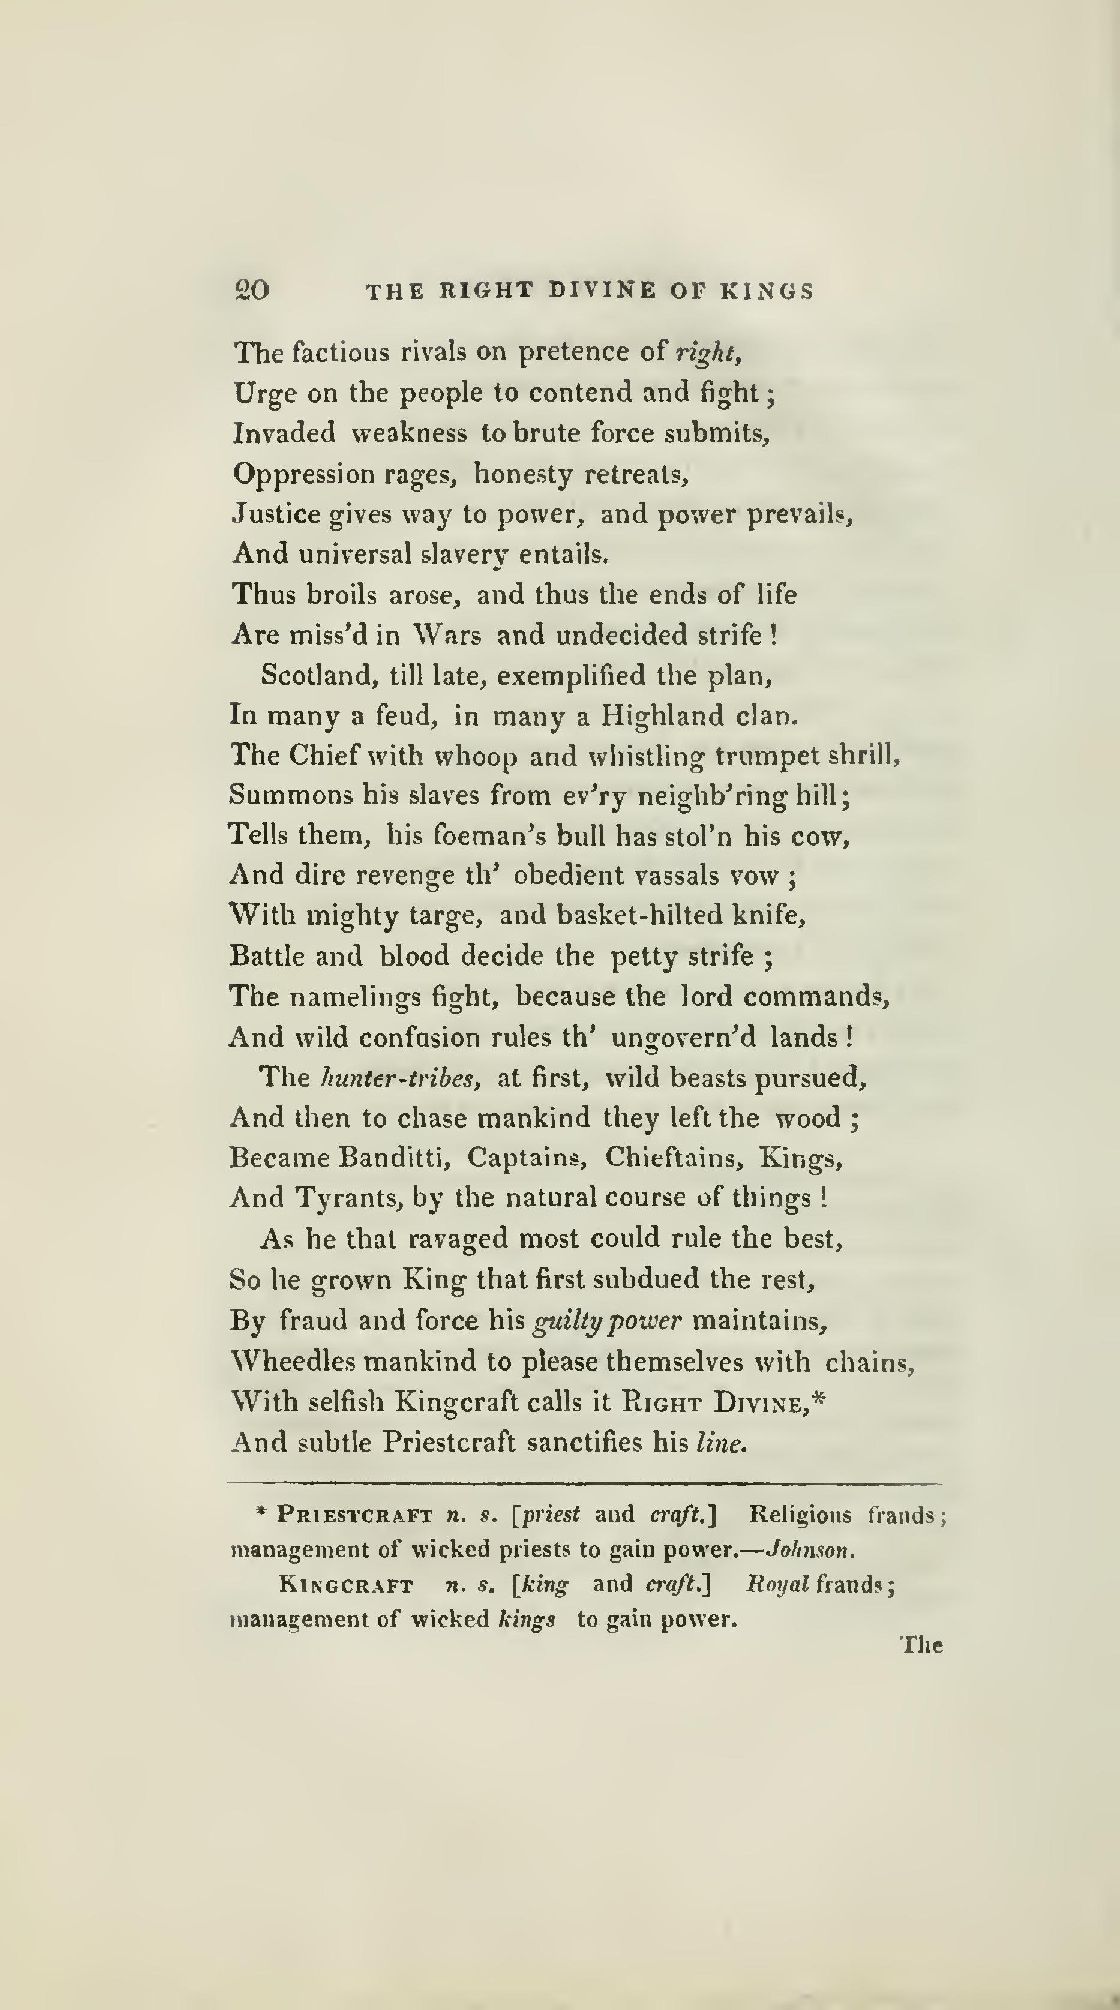 20 THE RIGHT DIVINE OF KINGS
The factious rivals on pretence of right,
Urge on the people to contend and fight ;
Invaded weakness to brute force submits,
Oppression rages, honesty retreats,
Justice gives way to power, and power prevails,
And universal slavery entails.
Thus broils arose, and thus the ends of life
Are miss'd in Wars and undecided strife !
Scotland, till late, exemplified the plan,
In many a feud, in many a Highland clan.
The Chief with whoop and whistling trumpet shrill,
Summons his slaves from ev'ry neighb'ring hill;
Tells them, his foeman's bull has stol'n his cow,
And dire revenge th' obedient vassals vow ;
With mighty targe, and basket-hilted knife,
Battle and blood decide the petty strife ;
The namelings fight, because the lord commands,
And wild confusion rules th' ungovern'd lands !
The hunter-tribes, at first, wild beasts pursued,
And then to chase mankind they left the wood ;
Became Banditti, Captains, Chieftains, Kings,
And Tyrants, by the natural course of things !
As he that ravaged most could rule the best,
So he grown King that first subdued the rest,
By fraud and force his guilty power maintains,
Wheedles mankind to please themselves with chains,
With selfish Kingcraft calls it RIGHT DIVINE,*
And subtle Priestcraft sanctifies his line.
* PRIESTCRAFT n. s. [priest and craft.] Religious frauds;
management of wicked priests to gain power.—Johnson.
KINGCRAFT n. s. [king and craft.] Royal frauds;
management of wicked kings to gain power.
The